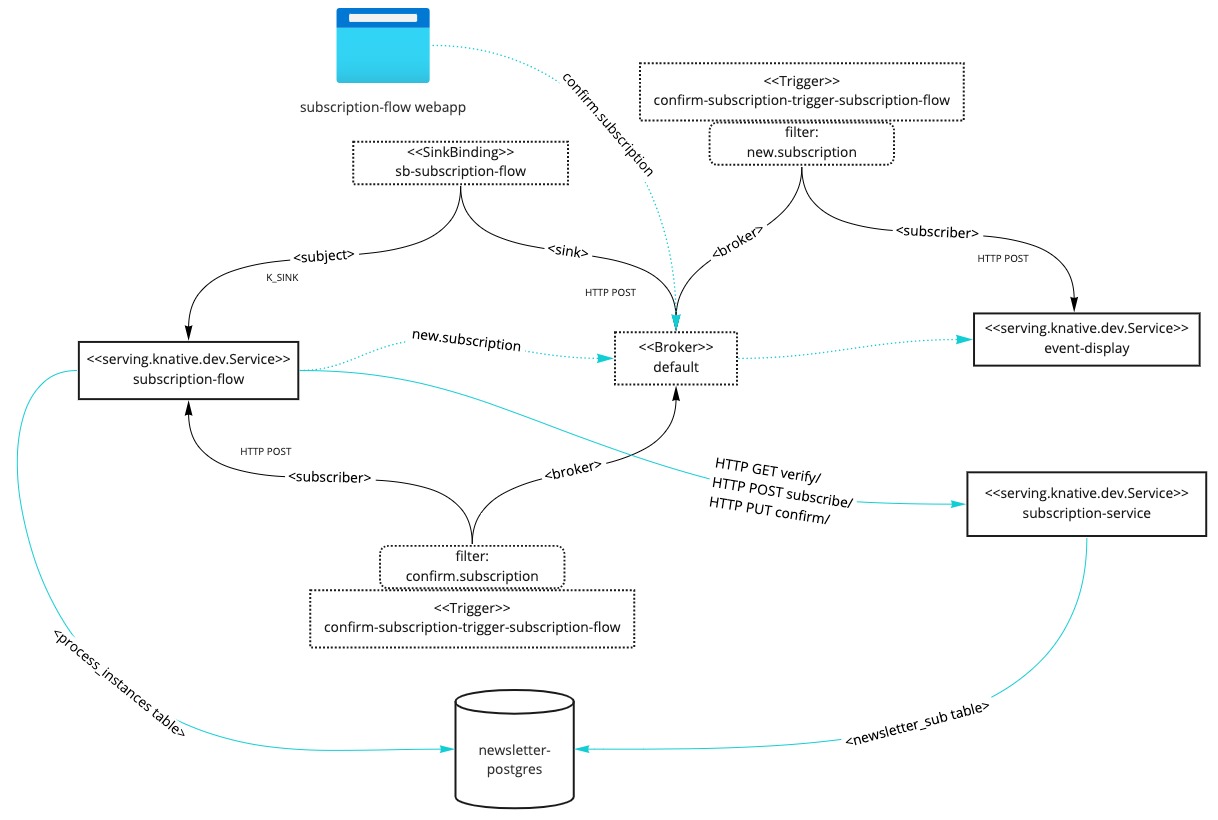 subscription-flow webapp
confirm.subscription
<<Trigger>>
confirm-subscription-trigger-subscription-flow
filter:
new.subscription
<<SinkBinding>>
sb-subscription-flow
<subject>
K_SINK
<sink>
HTTP POST
<broker>
<subscriber>
HTTP POST
<<serving.knative.dev.Service>>
subscription-flow
new.subscription
<<Broker>>
default
<<serving.knative.dev.Service>>
event-display
HTTP POST
<subscriber>
<broker>
HTTP GET verify/
HTTP POST subscribe/
HTTP PUT confirm/
<<serving.knative.dev.Service>>
subscription-service
filter:
confirm.subscription
<<Trigger>>
confirm-subscription-trigger-subscription-flow
<process_instances table>
<newsletter_sub table>
newsletter-
postgres